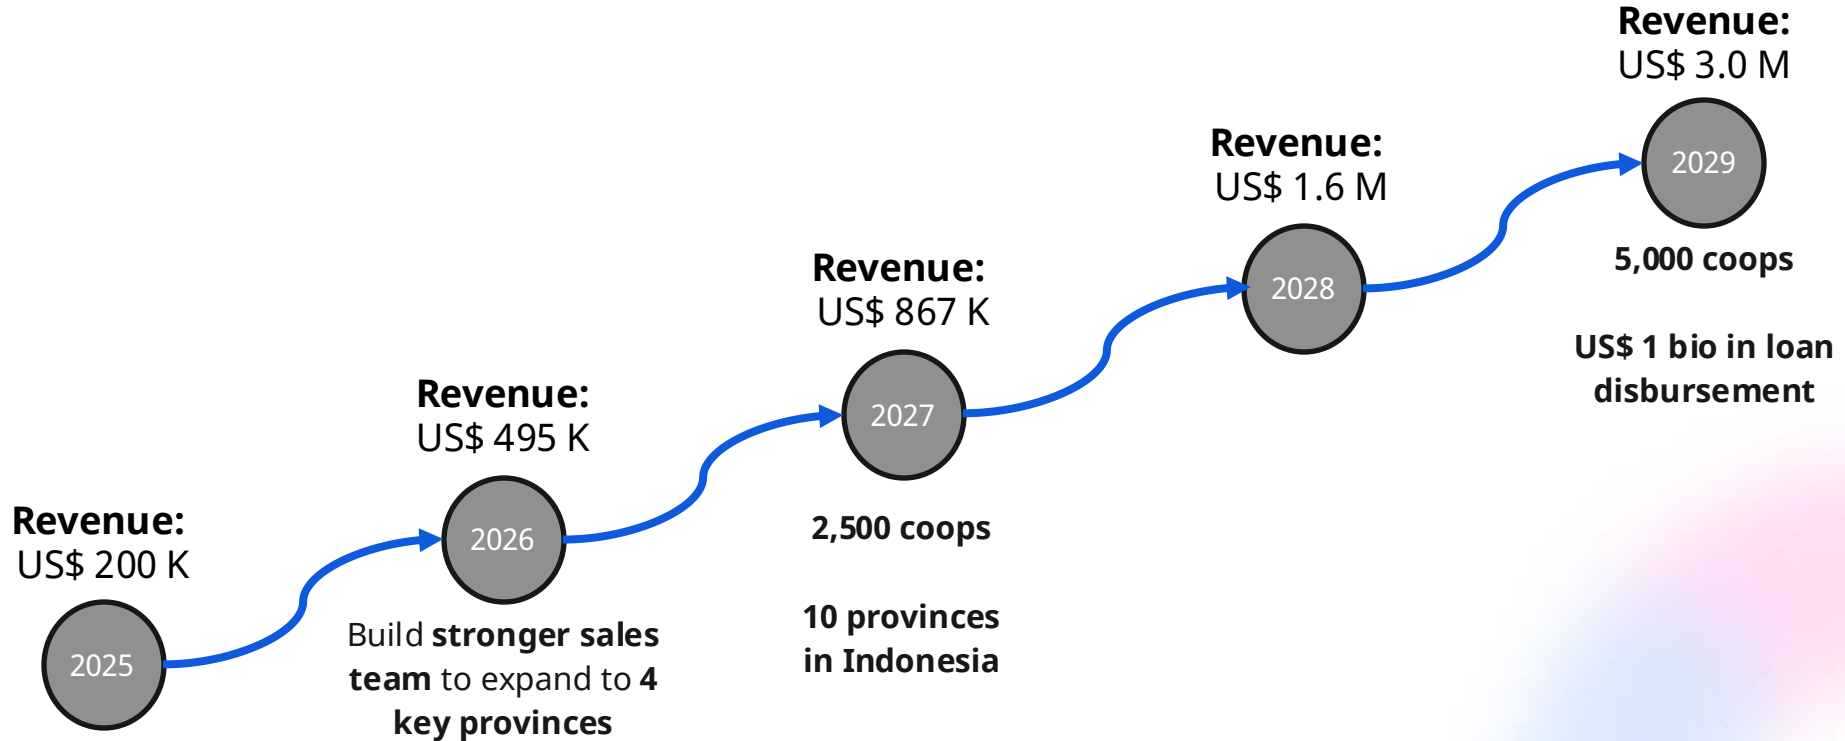 Revenue:
US$ 200 K
2025
Revenue:
US$ 495 K
2026
Build stronger sales
team to expand to 4
key provinces
Revenue:
US$ 867 K
2027
2,500 coops
10 provinces
in Indonesia
Revenue:
US$ 1.6 M
2028
Revenue:
US$ 3.0 M
2029
5,000 coops
US$ 1 bio in loan
disbursement